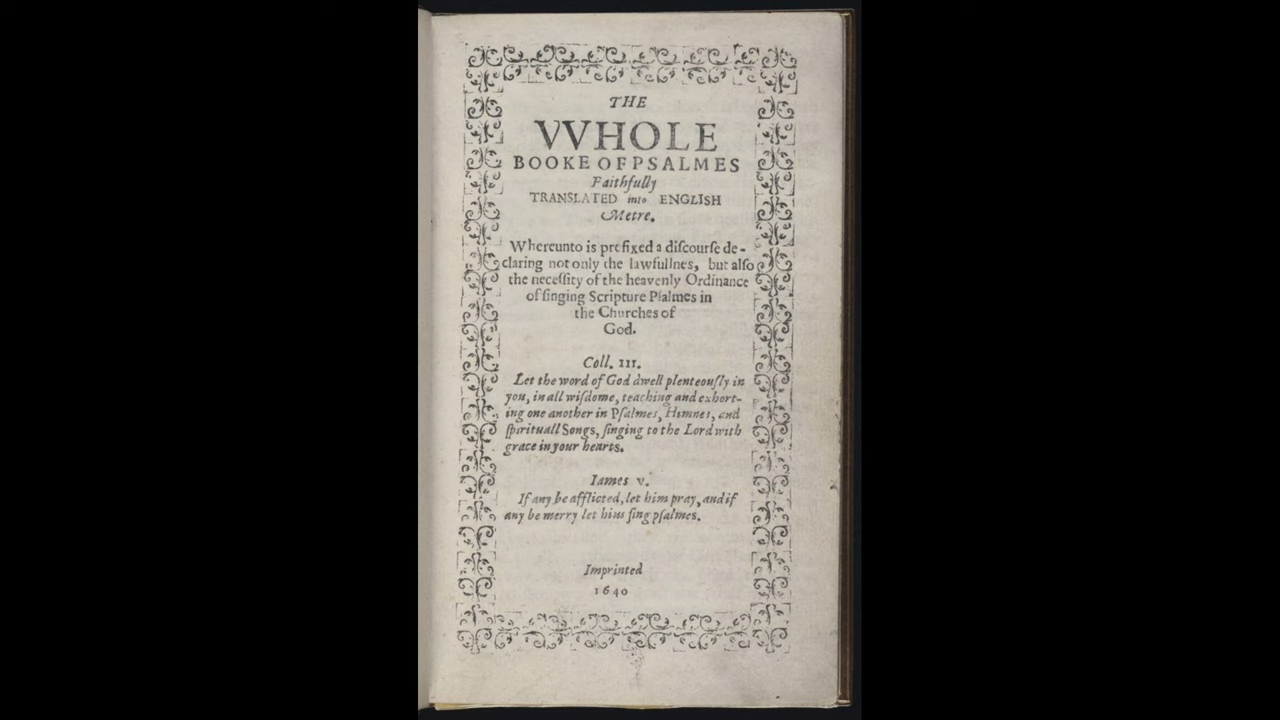 THE
VVHOLE
BOOKE OF PSALMES
Faithfully
TRANSLATED into ENGLISH
Metre.
Whereunto is prefixed a diſcourſe de-
claring not only the lawfullnes, but also
the neceſſity of the heavenly Ordinance
of ſinging Scripture Pſalmes in
the Churches of
God.
Coll. III.
Let the word of God dwell plenteouſly in
you, in all wiſdome, teaching and exhort-
ing one another in Pſalmes, Himnes, and
ſpirituall Songs, ſinging to the Lord with
grace in your hearts.
Iames v.
If any be afflicted, let him pray, and if
any be merry let him ſing pſalmes.
Imprinted
1640